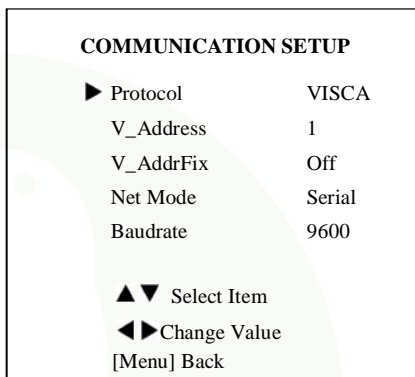 COMMUNICATION SETUP
▶ Protocol VISCA
V_Address 1
V_AddrFix Off
Net Mode Serial
Baudrate 9600
▲▼ Select Item
◀▶Change Value
[Menu] Back